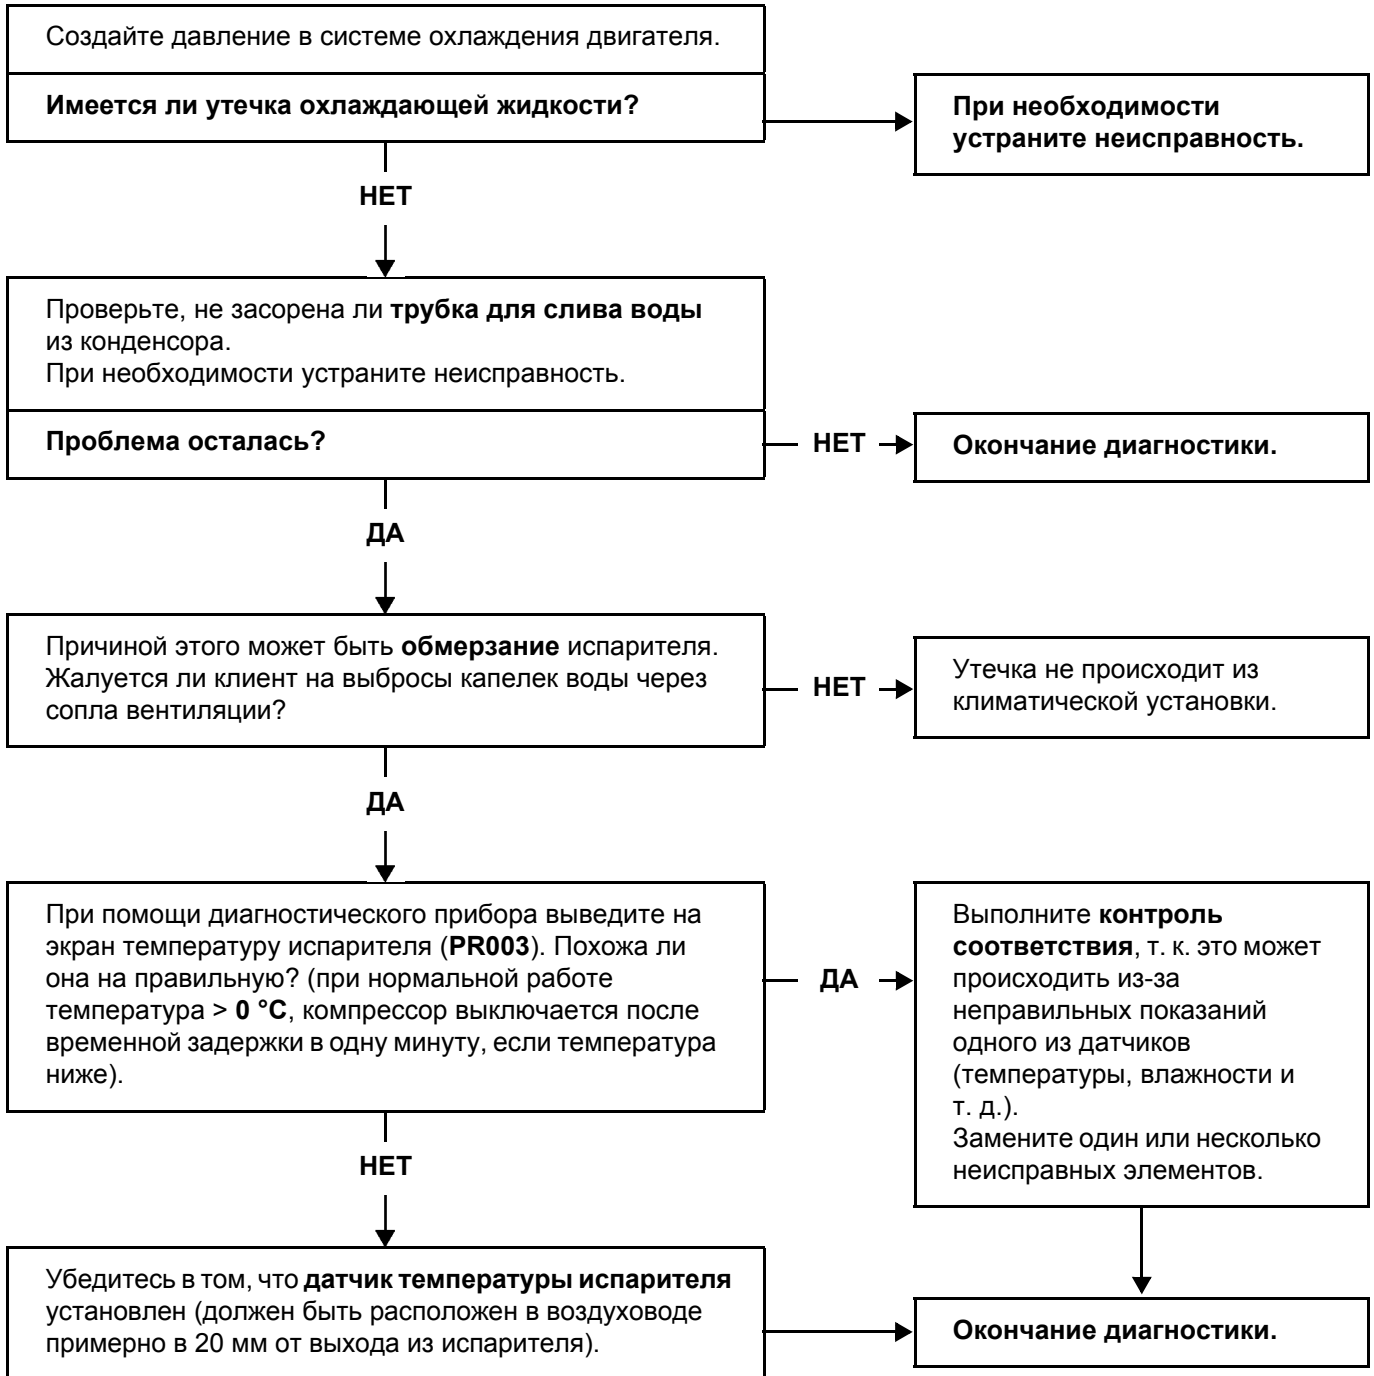 Создайте давление в системе охлаждения двигателя.
Имеется ли утечка охлаждающей жидкости?
При необходимости
устраните неисправность.
НЕТ
Проверьте, не засорена ли трубка для слива воды
из конденсора.
При необходимости устраните неисправность.
Проблема осталась?
НЕТ
Окончание диагностики.
ДА
Причиной этого может быть обмерзание испарителя.
Жалуется ли клиент на выбросы капелек воды через
сопла вентиляции?
НЕТ
Утечка не происходит из
климатической установки.
ДА
При помощи диагностического прибора выведите на
экран температуру испарителя (PR003). Похожа ли
она на правильную? (при нормальной работе
температура > 0 °C, компрессор выключается после
временной задержки в одну минуту, если температура
ниже).
ДА
Выполните контроль
соответствия, т. к. это может
происходить из-за
неправильных показаний
одного из датчиков
(температуры, влажности и
т. д.).
Замените один или несколько
неисправных элементов.
НЕТ
Убедитесь в том, что датчик температуры испарителя
установлен (должен быть расположен в воздуховоде
примерно в 20 мм от выхода из испарителя).
Окончание диагностики.